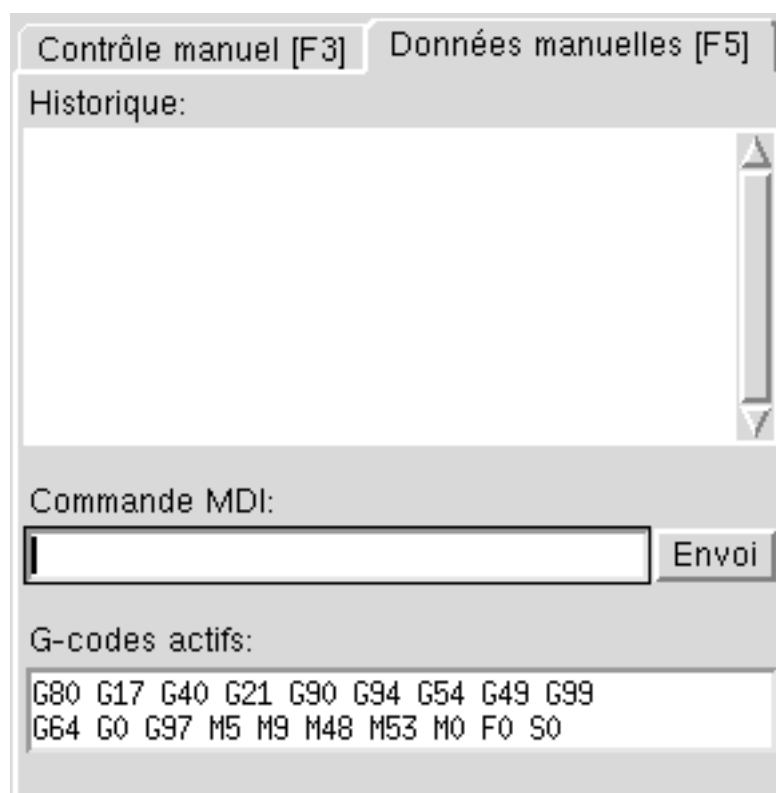 Contrôle manuel [F3] Données manuelles [F5]
Historique:
Commande MDI:
Envoi
G-codes actifs:
G80 G17 G40 G21 G90 G94 G54 G49 G99
G64 G0 G97 M5 M9 M48 M53 M0 F0 S0